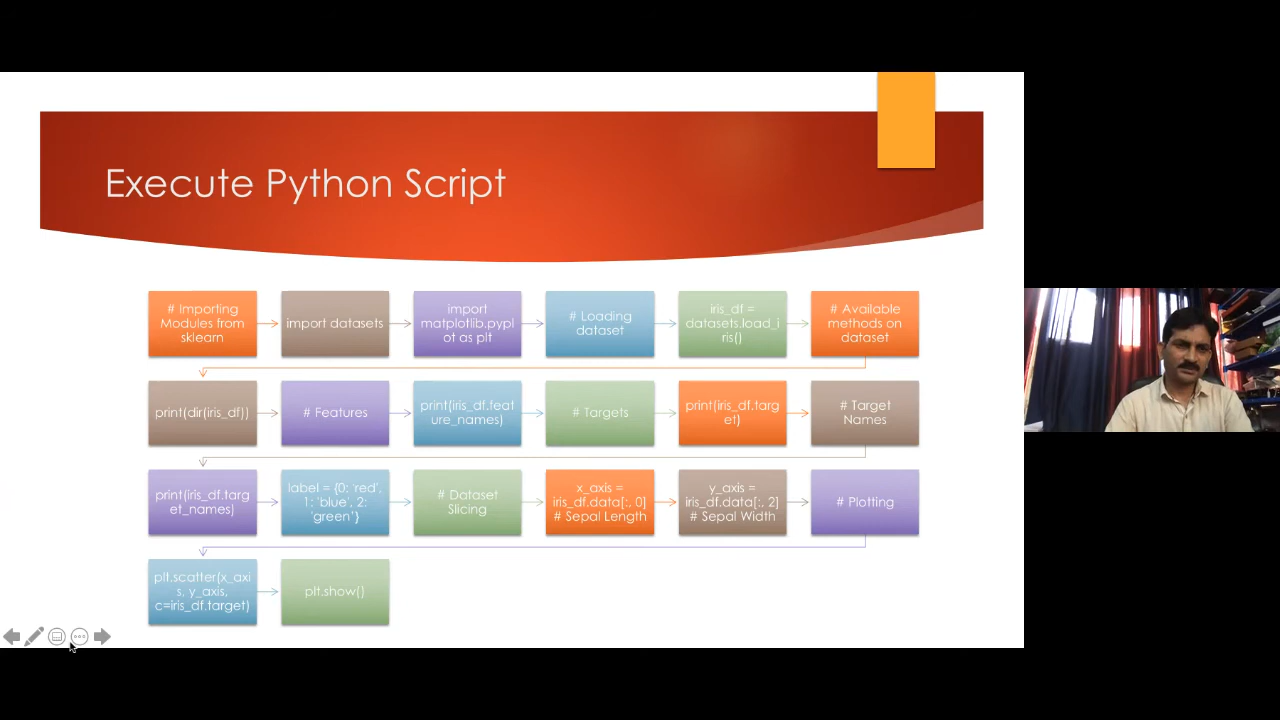 Execute Python Script
# Importing
Modules from
sklearn
import datasets
import
matplotlib.pypl
ot as plt
# Loading
dataset
iris_df =
datasets.load_i
ris()
# Available
methods on
dataset
print(dir(iris_df))
# Features
print(iris_df.feat
ure_names)
# Targets
print(iris_df.targ
et)
# Target
Names
print(iris_df.targ
et_names)
label = {0: 'red',
1: 'blue', 2:
'green'}
# Dataset
Slicing
x_axis =
iris_df.data[:, 0]
# Sepal Length
y_axis =
iris_df.data[:, 2]
# Sepal Width
# Plotting
plt.scatter(x_axi
s, y_axis,
c=iris_df.target)
plt.show()